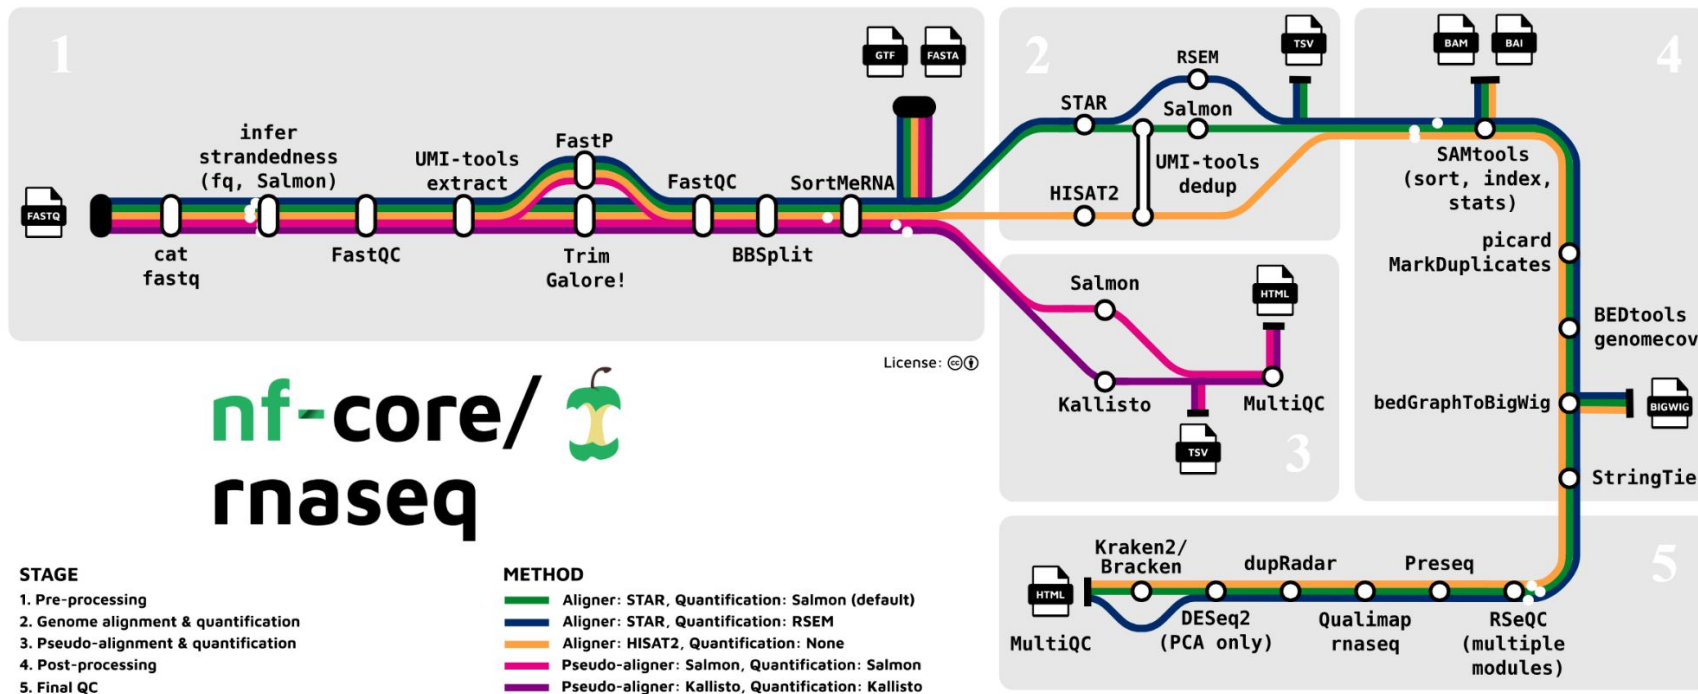 1
GTF
FASTA
infer
strandedness
(fq, Salmon)
UMI-tools
extract
FastP
FastQC
SortMeRNA
FASTQ
cat
fastq
FastQC
Trim
Galore!
BBSplit
2
TSV
RSEM
STAR
Salmon
UMI-tools
dedup
HISAT2
4
BAM
BAI
SAMtools
(sort, index,
stats)
picard
MarkDuplicates
BEDtools
genomecov
bedGraphToBigWig
BIGWIG
StringTie
Salmon
HTML
Kallisto
MultiQC
TSV
3
License: cc
nf-core/
rnaseq
Kraken2/
Bracken
dupRadar
Preseq
5
HTML
MultiQC
DESeq2
(PCA only)
Qualimap
rnaseq
RSeQC
(multiple
modules)
STAGE
1. Pre-processing
2. Genome alignment & quantification
3. Pseudo-alignment & quantification
4. Post-processing
5. Final QC
METHOD
Aligner: STAR, Quantification: Salmon (default)
Aligner: STAR, Quantification: RSEM
Aligner: HISAT2, Quantification: None
Pseudo-aligner: Salmon, Quantification: Salmon
Pseudo-aligner: Kallisto, Quantification: Kallisto